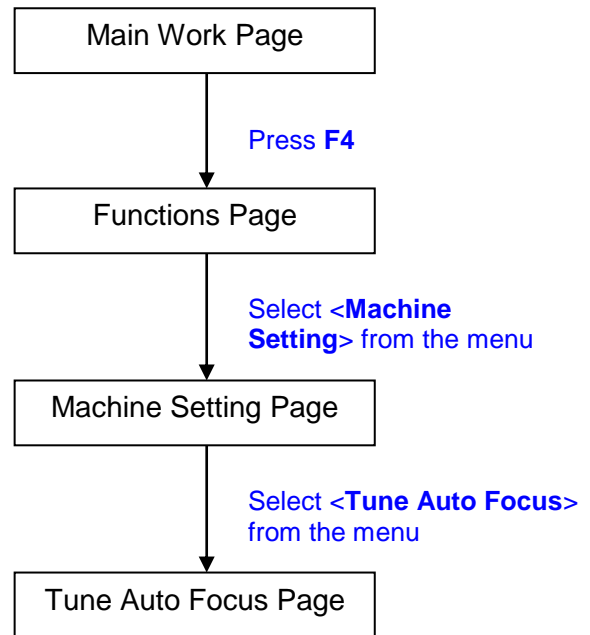 Main Work Page
Press F4
Functions Page
Select <Machine
Setting> from the menu
Machine Setting Page
Select <Tune Auto Focus>
from the menu
Tune Auto Focus Page